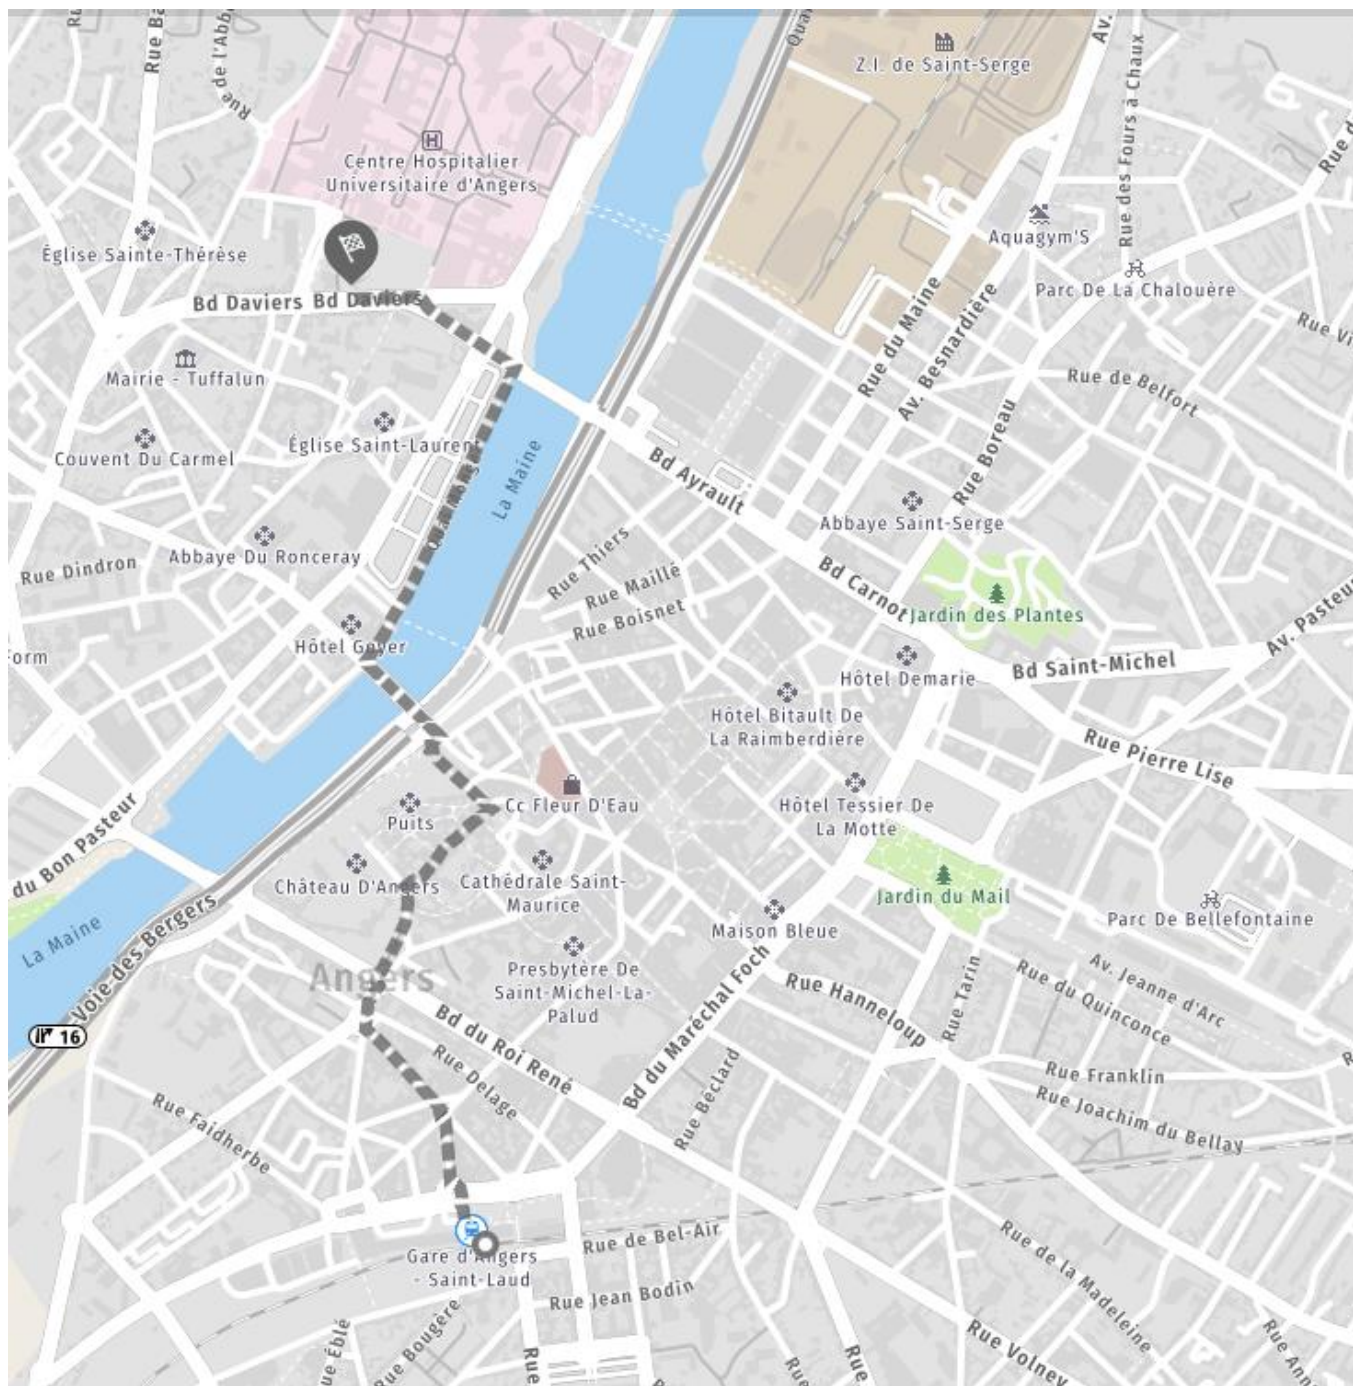 Rue Ba
Rue de l'Abb
Ru
Quai
Av.
Z.I. de Saint-Serge
Rue des Fours à Chaux
Rue d
H
Centre Hospitalier
Universitaire d'Angers
Église Sainte-Thérèse
Aquagym'S
Parc De La Chalouère
Bd Daviers
Bd Daviers
Rue du Maine
Av. Besnardière
Rue Vi
Mairie - Tuffalun
Rue de Belfort
Église Saint-Laurent
Couvent Du Carmel
La Maine
Bd Ayrault
Rue Boreau
Abbaye Saint-Serge
Abbaye Du Ronceray
Rue Dindron
Rue Thiers
Rue Maillé
Rue Boisnet
Bd Carnot
Jardin des Plantes
Av. Pasteur
Hôtel Goyer
Form
Hôtel Demarie
Bd Saint-Michel
Hôtel Bitault De
La Raimberdière
Rue Pierre Lise
Cc Fleur D'Eau
Hôtel Tessier De
La Motte
Puits
du Bon Pasteur
Château D'Angers
Cathédrale Saint-
Maurice
Jardin du Mail
Parc De Bellefontaine
Maison Bleue
La Maine
Voie des Bergers
Presbytère De
Saint-Michel-La-
Palud
Angers
Av. Jeanne d'Arc
Rue du Quinconce
Rue Tarin
Rue Hanneloup
16
Bd du Roi René
Bd du Maréchal Foch
Rue Delage
Rue Béclard
Rue Franklin
Rue Joachim du Bellay
Rue Faidherbe
Gare d'Angers
- Saint-Laud
Rue de Bel-Air
Rue Jean Bodin
Rue de la Madeleine
Rue Bougère
Rue Éblé
Rue
Rue Volney
Rue
Rue
Rue Ann